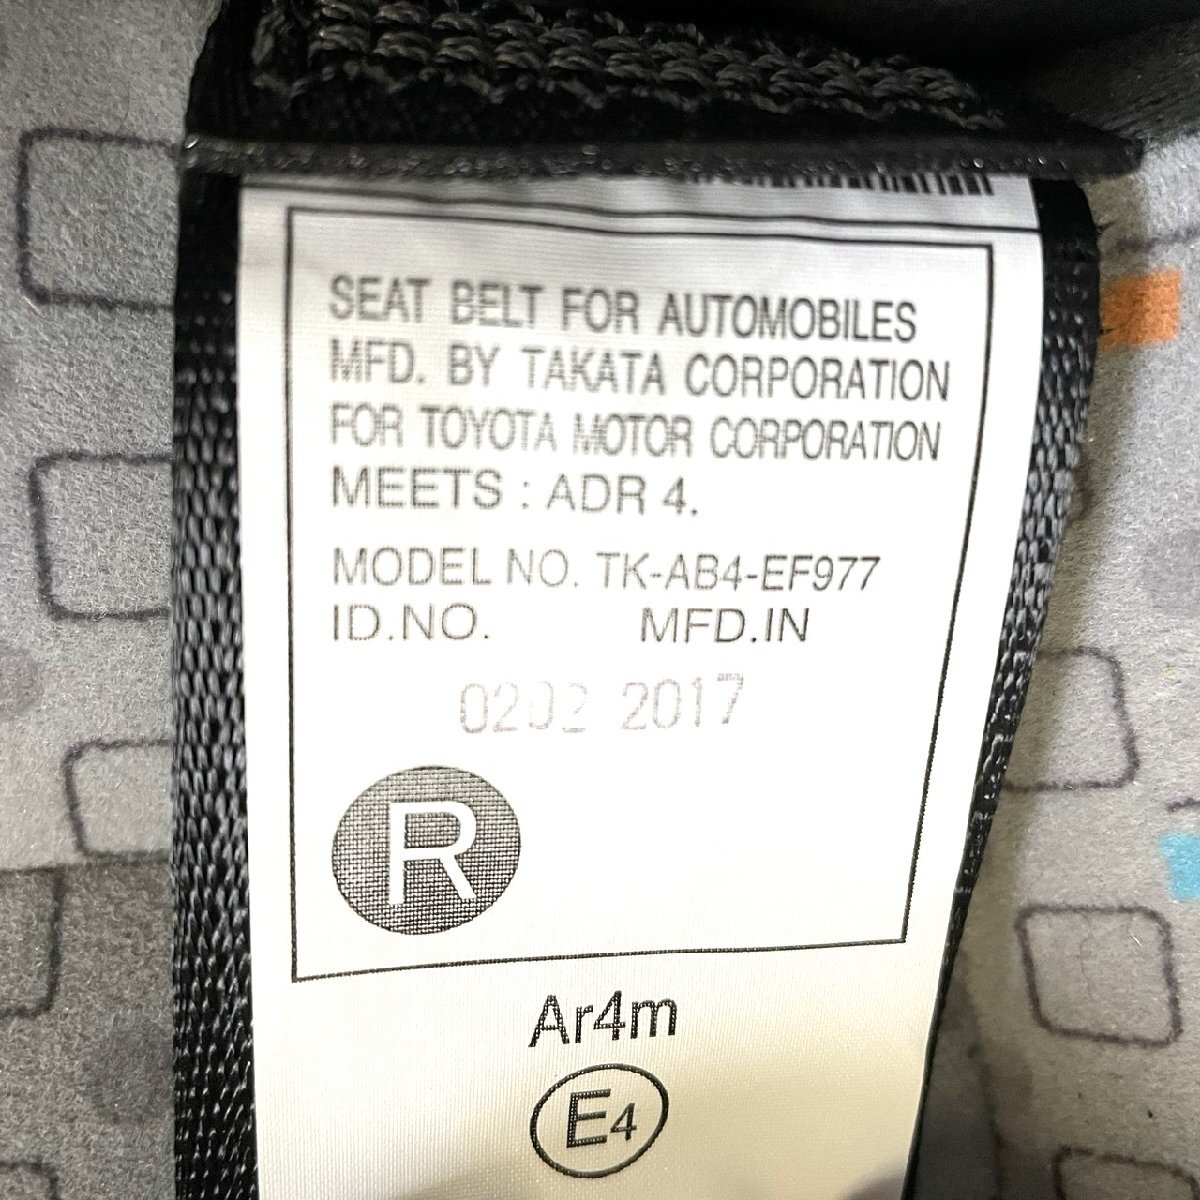 SEAT BELT FOR AUTOMOBILES
MFD. BY TAKATA CORPORATION
FOR TOYOTA MOTOR CORPORATION
MEETS : ADR 4.
MODEL NO. TK-AB4-EF977
ID.NO. MFD.IN
0202 2017
R
Ar4m
E4